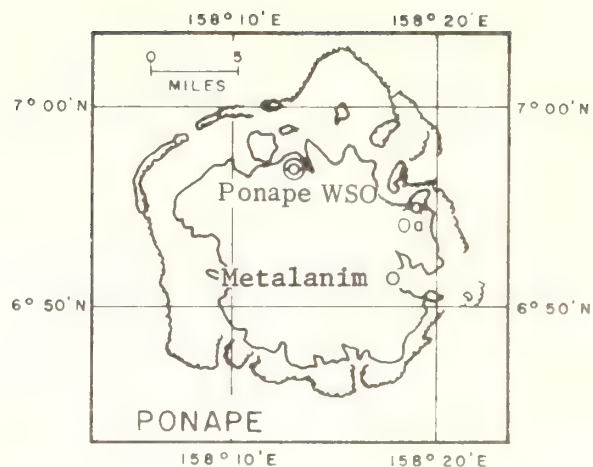 158° 10'E 158° 20'E
0 5
MILES
7° 00'N 7° 00'N
Ponape WSO
Oa
Metalanim
6° 50'N 6° 50'N
PONAPE
158° 10'E 158° 20'E